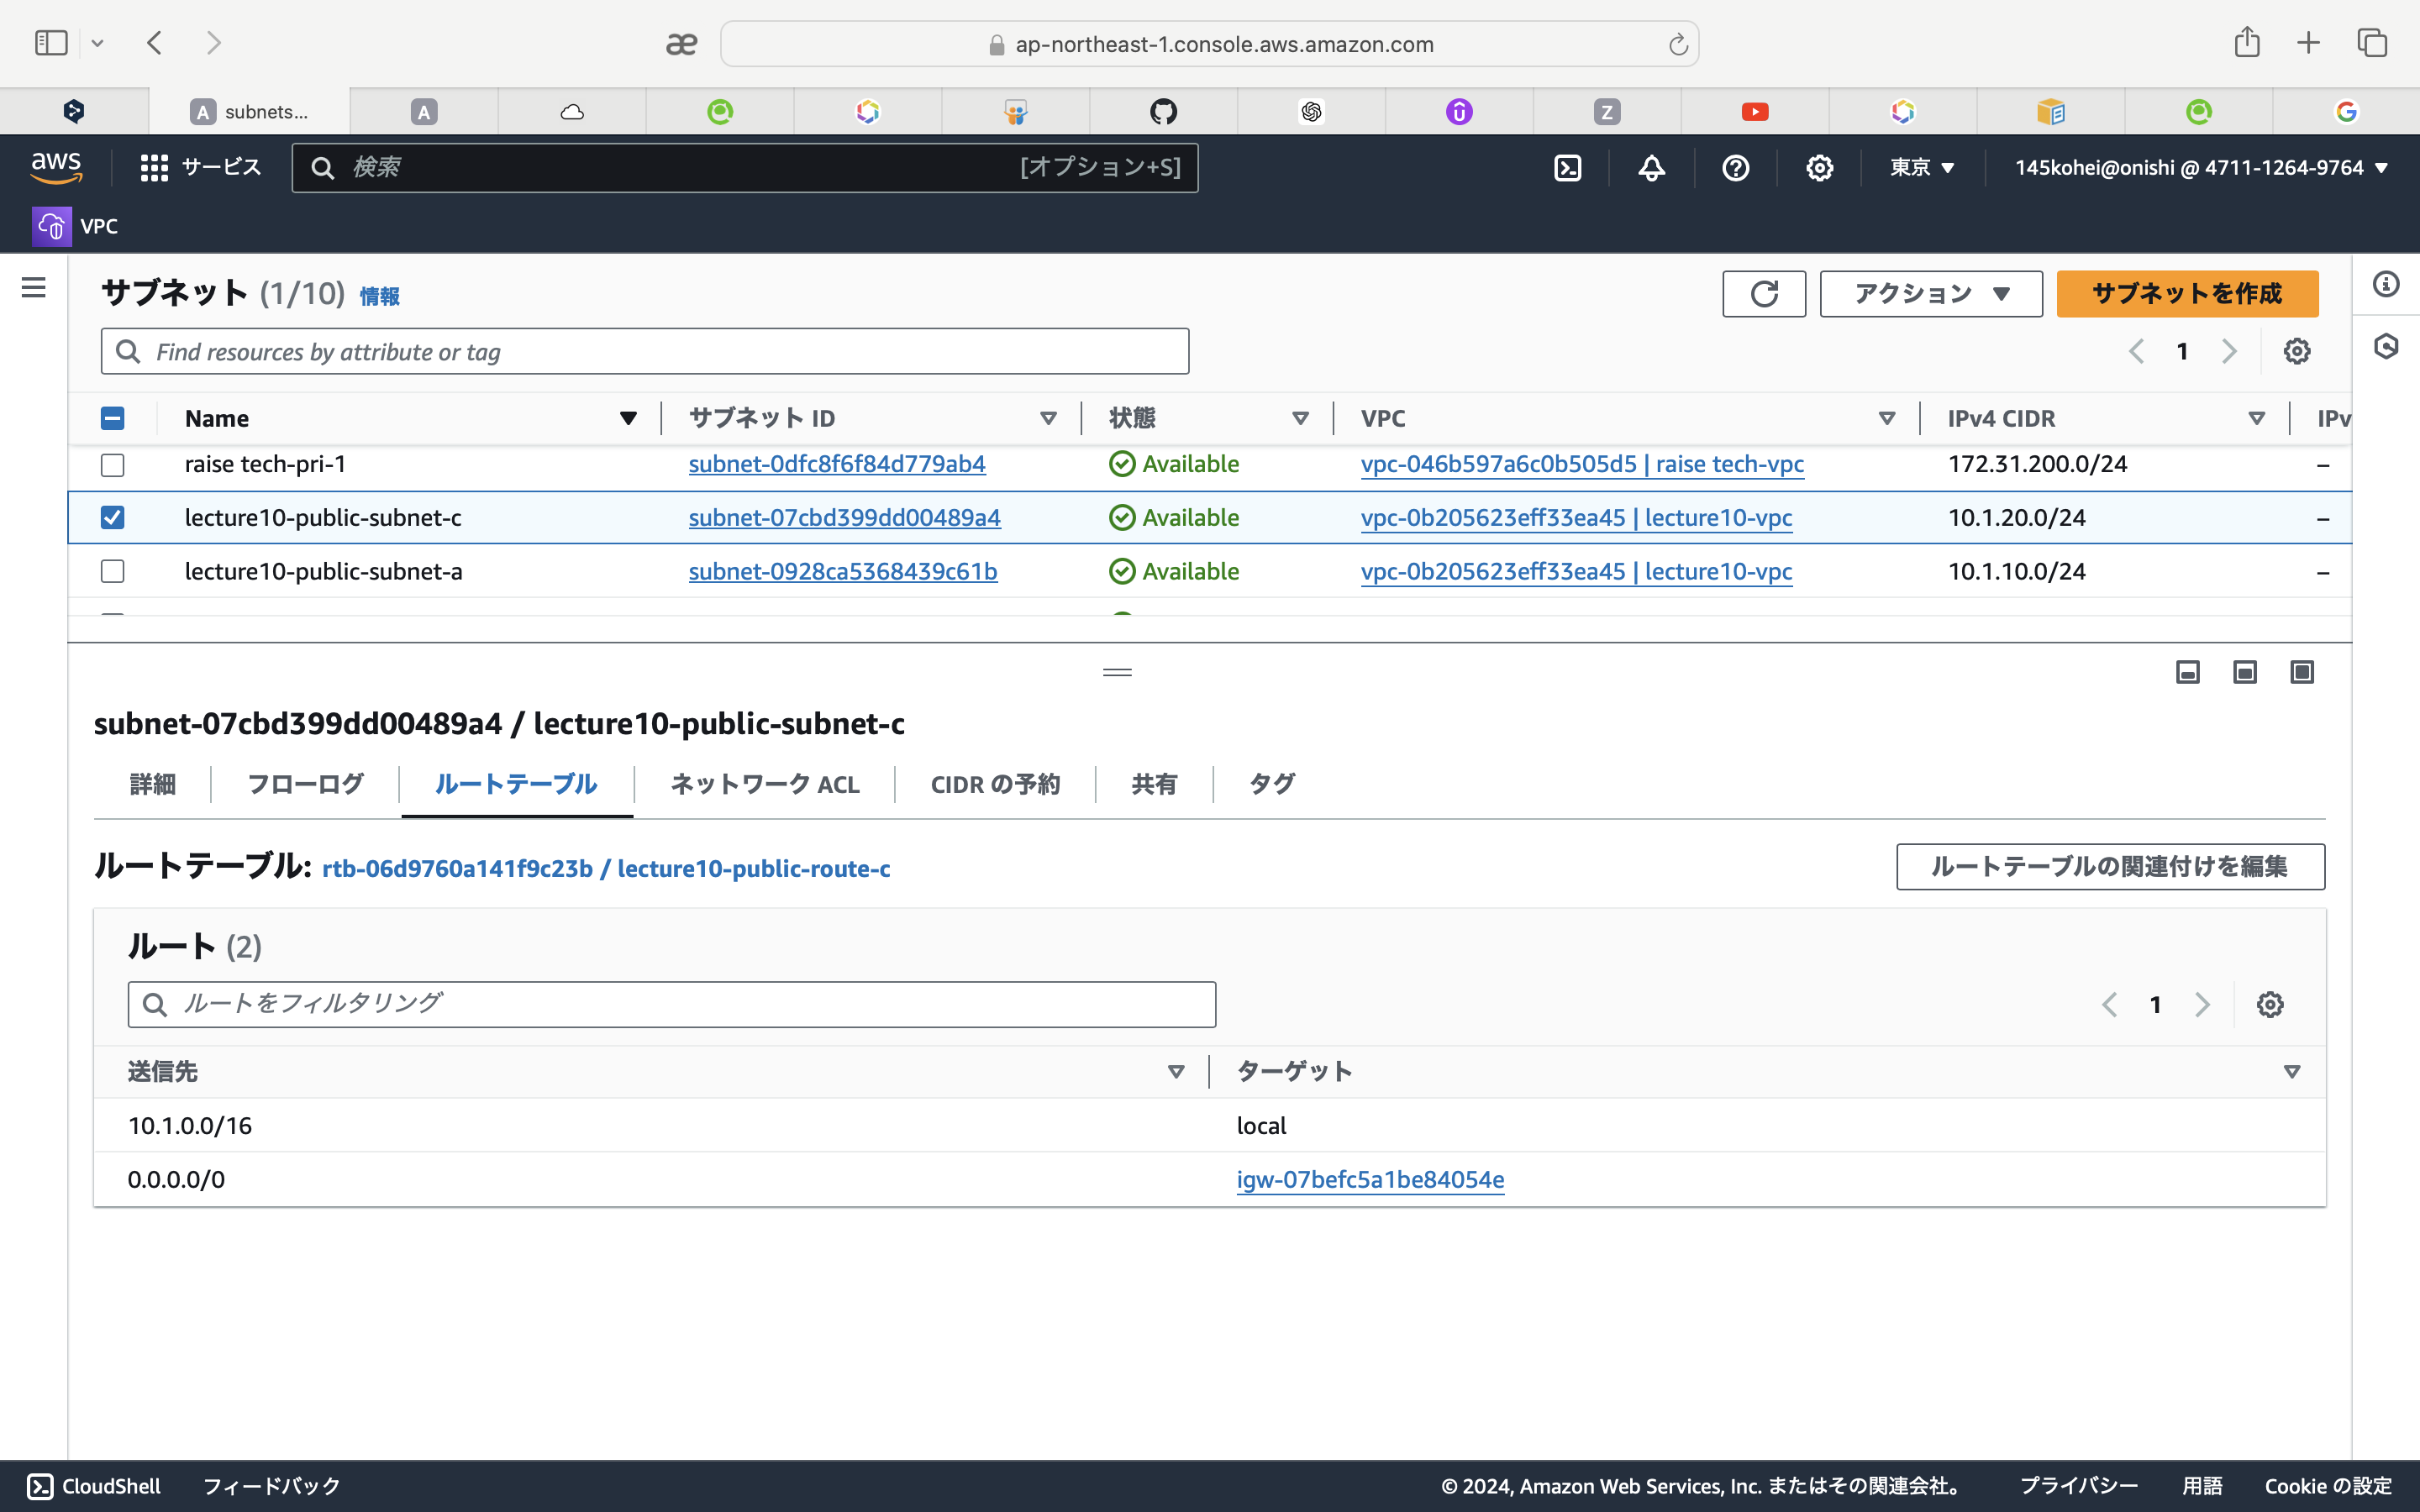 ap-northeast-1.console.aws.amazon.com
A subnets...
A
Z
aws サービス 検索 [オプション+S] 東京 145kohei@onishi @ 4711-1264-9764
VPC
サブネット (1/10) 情報 アクション サブネットを作成
Find resources by attribute or tag 1
Name サブネット ID 状態 VPC IPv4 CIDR IPv
raise tech-pri-1 subnet-0dfc8f6f84d779ab4 Available vpc-046b597a6c0b505d5 | raise tech-vpc 172.31.200.0/24 –
lecture10-public-subnet-c subnet-07cbd399dd00489a4 Available vpc-0b205623eff33ea45 | lecture10-vpc 10.1.20.0/24 –
lecture10-public-subnet-a subnet-0928ca5368439c61b Available vpc-0b205623eff33ea45 | lecture10-vpc 10.1.10.0/24 –
subnet-07cbd399dd00489a4 / lecture10-public-subnet-c
詳細 フローログ ルートテーブル ネットワーク ACL CIDR の予約 共有 タグ
ルートテーブル: rtb-06d9760a141f9c23b / lecture10-public-route-c ルートテーブルの関連付けを編集
ルート (2)
ルートをフィルタリング 1
送信先 ターゲット
10.1.0.0/16 local
0.0.0.0/0 igw-07befc5a1be84054e
CloudShell フィードバック © 2024, Amazon Web Services, Inc. またはその関連会社。 プライバシー 用語 Cookie の設定